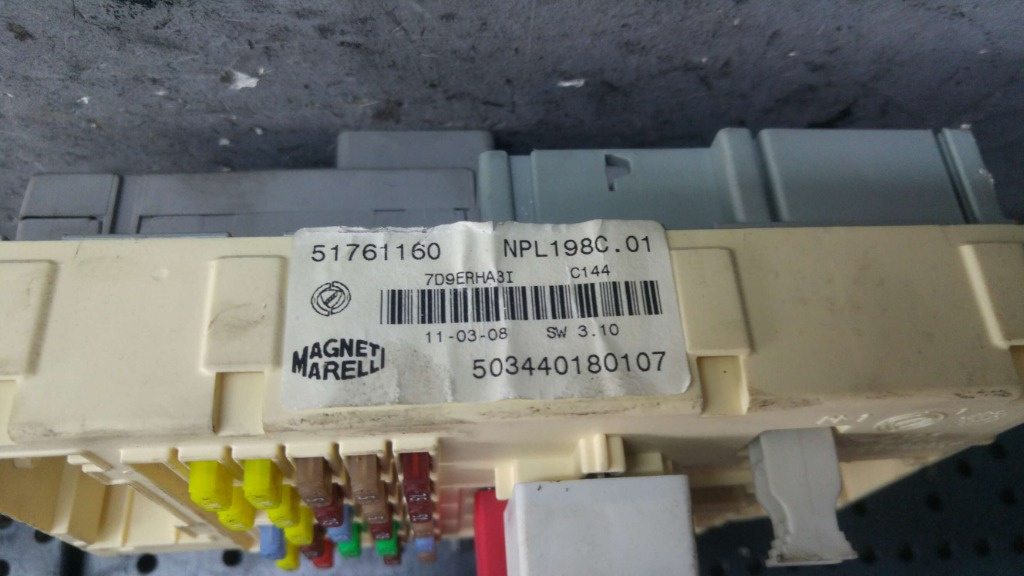 51761160 NPL198C.01
7D9ERHA3I C144
11-03-08 SW 3.10
MAGNETI
MARELLI
503440180107